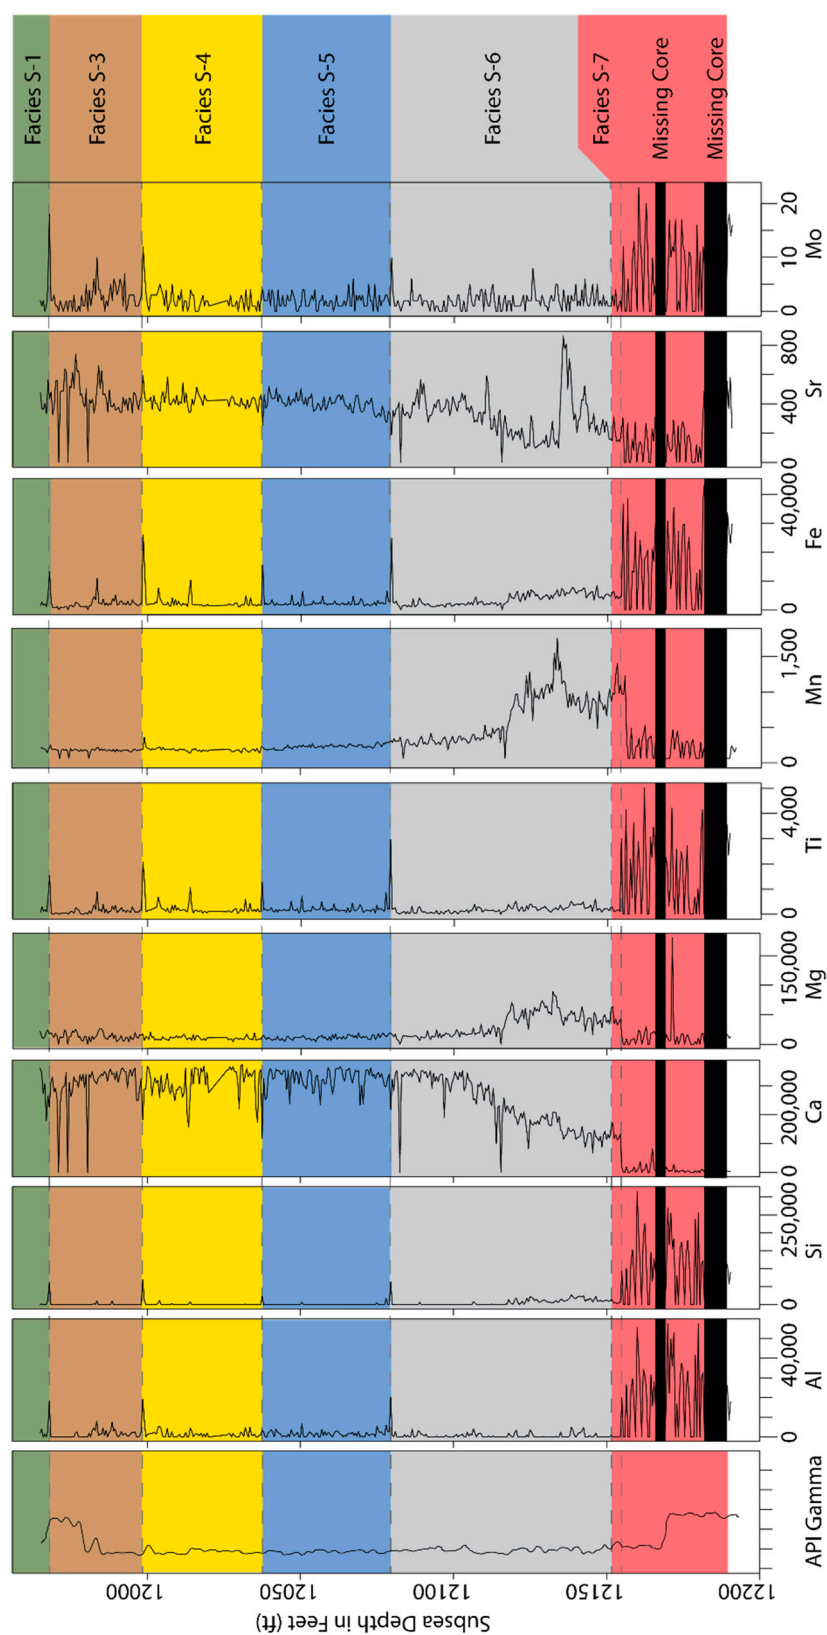 Facies S-1
Facies S-3
Facies S-4
Facies S-5
Facies S-6
Facies S-7
Missing Core
Missing Core
0 10 20
Mo
0 400 800
Sr
0 40,000
Fe
0 1,500
Mn
0 4,000
Ti
0 150,000
Mg
0 200,000
Ca
0 250,000
Si
0 40,000
Al
API Gamma
12000
12050
12100
12150
12200
Subsea Depth in Feet (ft)